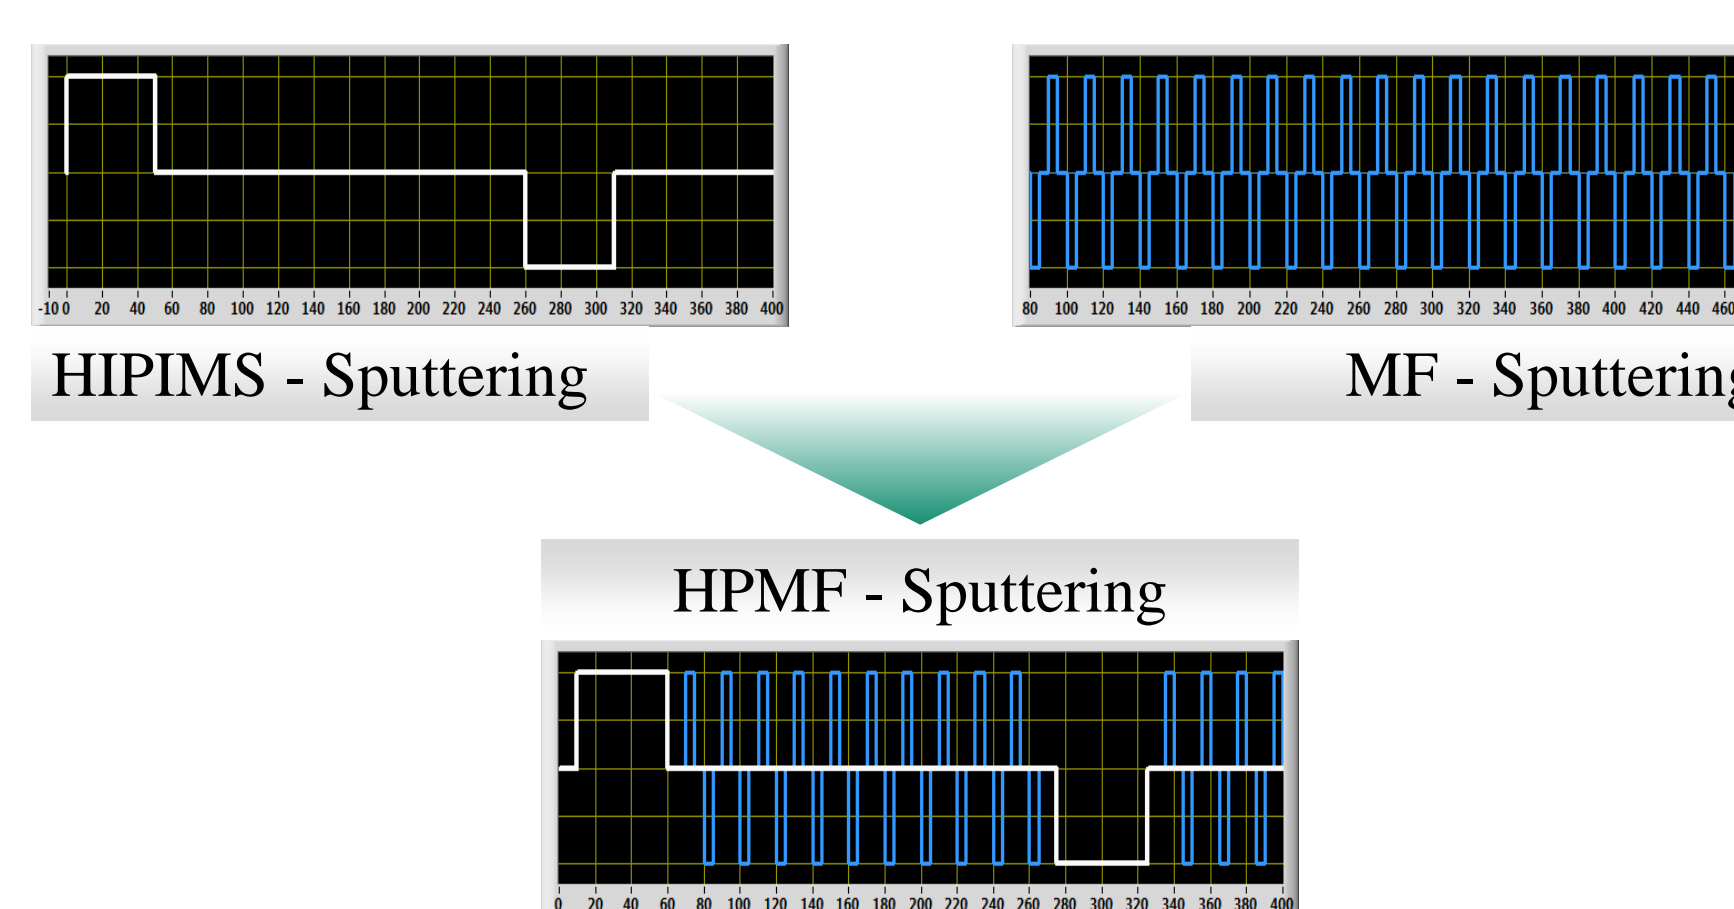 -10 0 20 40 60 80 100 120 140 160 180 200 220 240 260 280 300 320 340 360 380 400
80 100 120 140 160 180 200 220 240 260 280 300 320 340 360 380 400 420 440 460
HIPIMS - Sputtering
MF - Sputtering
HPMF - Sputtering
0 20 40 60 80 100 120 140 160 180 200 220 240 260 280 300 320 340 360 380 400